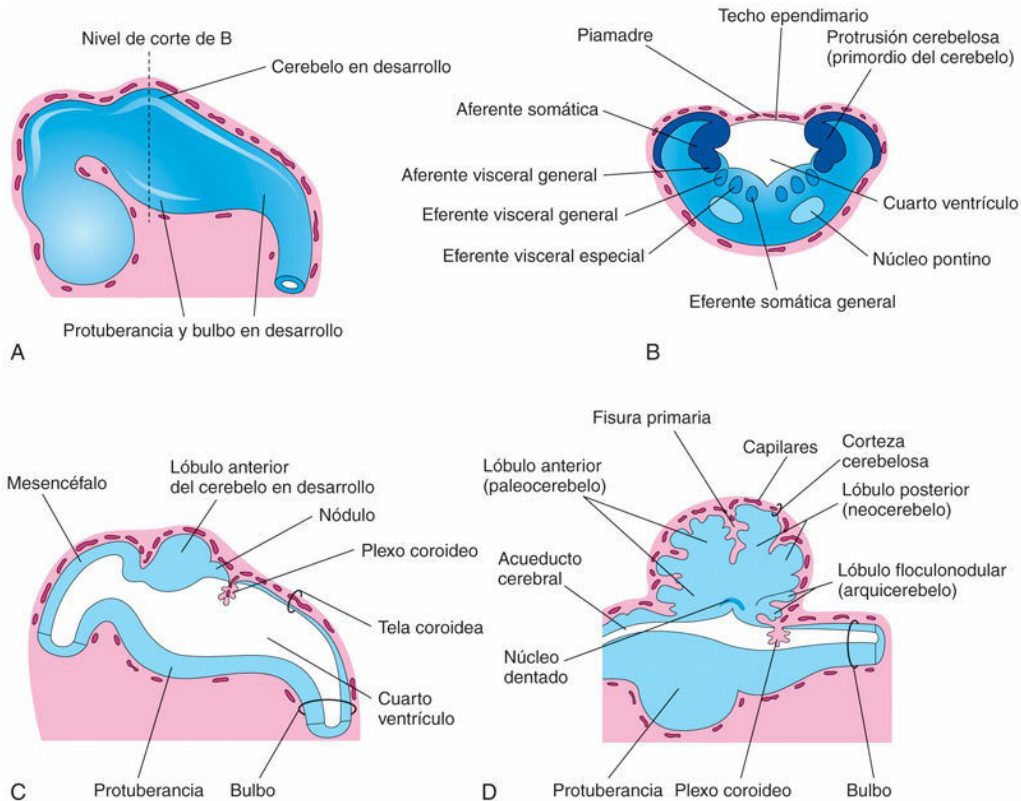 Nivel de corte de B
Cerebelo en desarrollo
Protuberancia y bulbo en desarrollo
A
Techo ependimario
Piamadre
Protrusión cerebelosa
(primordio del cerebelo)
Aferente somática
Aferente visceral general
Eferente visceral general
Eferente visceral especial
Cuarto ventrículo
Núcleo pontino
Eferente somática general
B
Mesencéfalo
Lóbulo anterior
del cerebelo en desarrollo
Nódulo
Plexo coroideo
Tela coroidea
Cuarto
ventrículo
Protuberancia
Bulbo
C
Fisura primaria
Capilares
Corteza
cerebelosa
Lóbulo anterior
(paleocerebelo)
Lóbulo posterior
(neocerebelo)
Acueducto
cerebral
Lóbulo floculonodular
(arquicerebelo)
Núcleo
dentado
Protuberancia
Plexo coroideo
Bulbo
D